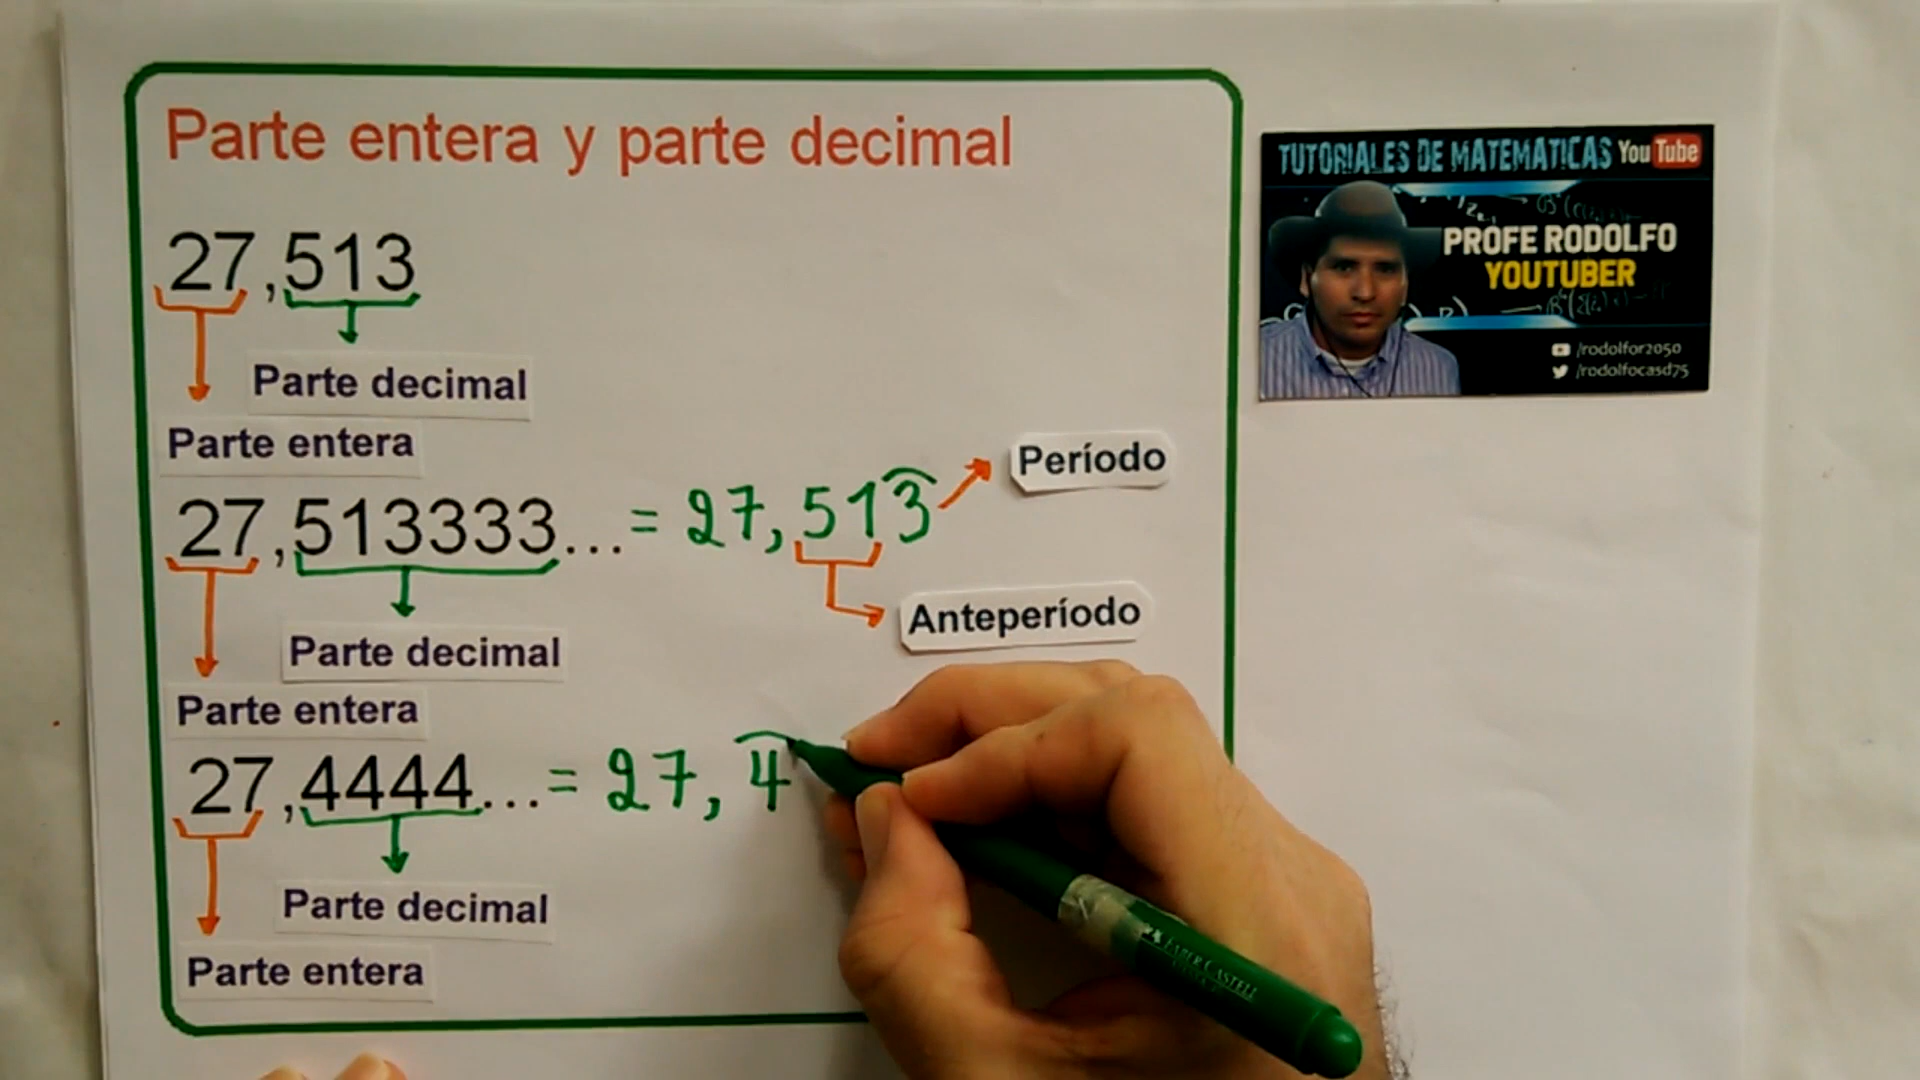 Parte entera y parte decimal
27,513
Parte decimal
Parte entera
27,513333...= 27,513
Período
Anteperíodo
Parte decimal
Parte entera
27,4444...= 27,4
Parte decimal
Parte entera
TUTORIALES DE MATEMATICAS YouTube
PROFE RODOLFO
YOUTUBER
/rodolfor2050
/rodolfocasd75
FABER CASTELL